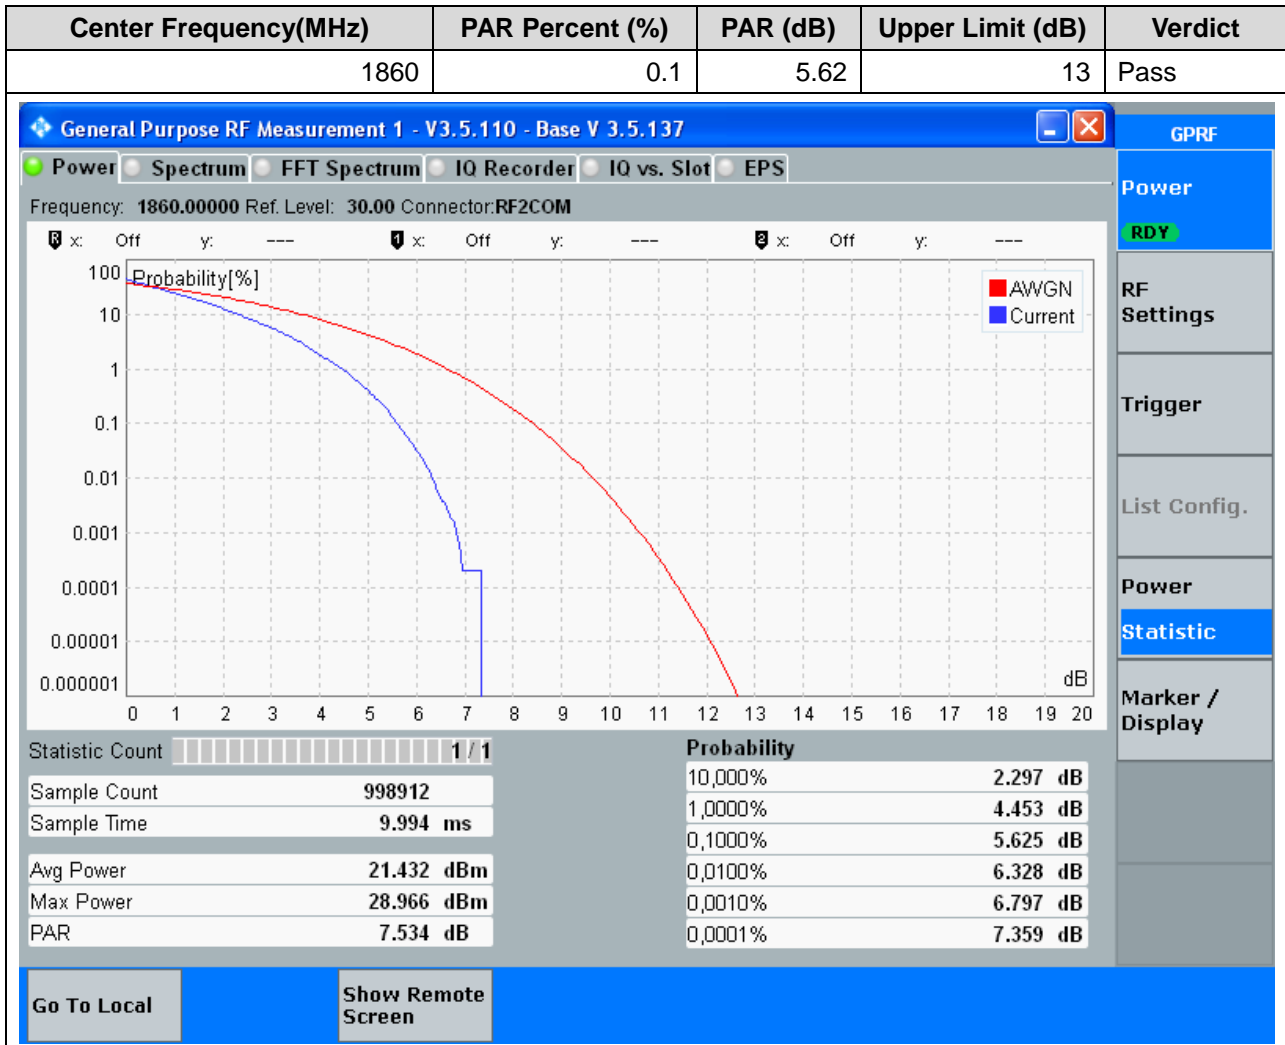 Center Frequency(MHz) PAR Percent (%) PAR (dB) Upper Limit (dB) Verdict
1860 0.1 5.62 13 Pass
General Purpose RF Measurement 1 - V3.5.110 - Base V 3.5.137
GPRF
Power Spectrum FFT Spectrum IQ Recorder IQ vs. Slot EPS
Power
RDY
Frequency: 1860.00000 Ref. Level: 30.00 Connector:RF2COM
R x: Off y: --- 1 x: Off y: --- 2 x: Off y: ---
Probability[%]
AWGN
Current
100
10
1
0.1
0.01
0.001
0.0001
0.00001
0.000001
dB
0 1 2 3 4 5 6 7 8 9 10 11 12 13 14 15 16 17 18 19 20
RF
Settings
Trigger
List Config.
Power
Statistic
Marker /
Display
Statistic Count 1 / 1
Sample Count 998912
Sample Time 9.994 ms
Avg Power 21.432 dBm
Max Power 28.966 dBm
PAR 7.534 dB
Probability
10,000% 2.297 dB
1,0000% 4.453 dB
0,1000% 5.625 dB
0,0100% 6.328 dB
0,0010% 6.797 dB
0,0001% 7.359 dB
Go To Local
Show Remote
Screen